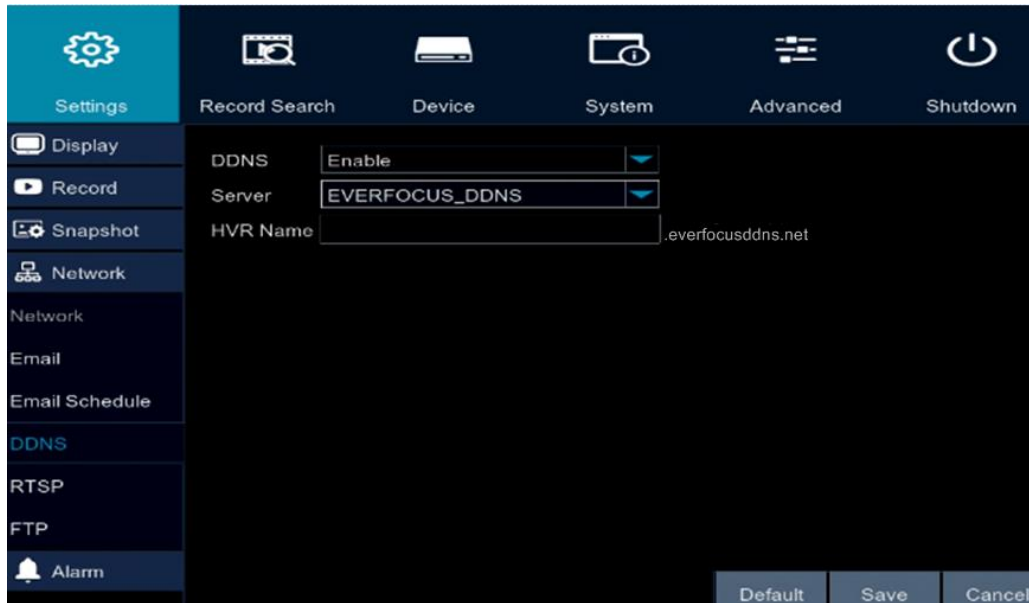 Settings
Record Search
Device
System
Advanced
Shutdown
Display
Record
Snapshot
Network
Network
Email
Email Schedule
DDNS
RTSP
FTP
Alarm
DDNS Enable
Server EVERFOCUS_DDNS
HVR Name .everfocusddns.net
Default
Save
Cancel